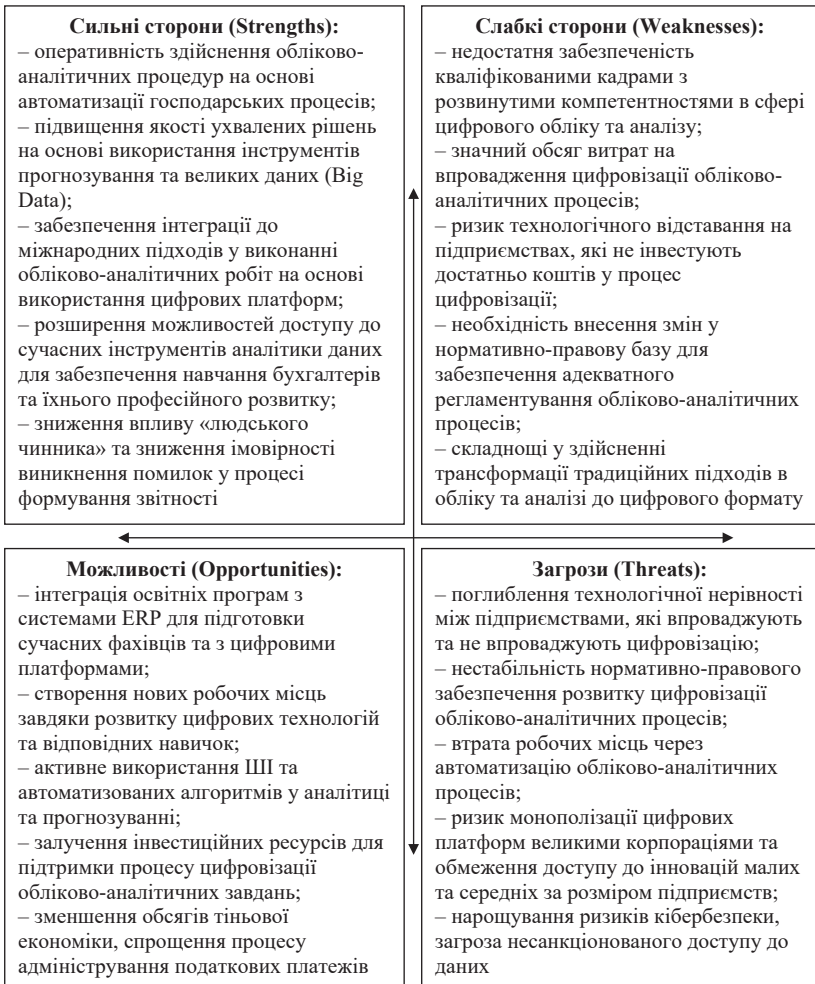 Сильні сторони (Strengths):
– оперативність здійснення обліково-
аналітичних процедур на основі
автоматизації господарських процесів;
– підвищення якості ухвалених рішень
на основі використання інструментів
прогнозування та великих даних (Big
Data);
– забезпечення інтеграції до
міжнародних підходів у виконанні
обліково-аналітичних робіт на основі
використання цифрових платформ;
– розширення можливостей доступу до
сучасних інструментів аналітики даних
для забезпечення навчання бухгалтерів
та їхнього професійного розвитку;
– зниження впливу «людського
чинника» та зниження імовірності
виникнення помилок у процесі
формування звітності
Слабкі сторони (Weaknesses):
– недостатня забезпеченість
кваліфікованими кадрами з
розвинутими компетентностями в сфері
цифрового обліку та аналізу;
– значний обсяг витрат на
впровадження цифровізації обліково-
аналітичних процесів;
– ризик технологічного відставання на
підприємствах, які не інвестують
достатньо коштів у процес
цифровізації;
– необхідність внесення змін у
нормативно-правову базу для
забезпечення адекватного
регламентування обліково-аналітичних
процесів;
– складнощі у здійсненні
трансформації традиційних підходів в
обліку та аналізі до цифрового формату
Можливості (Opportunities):
– інтеграція освітніх програм з
системами ERP для підготовки
сучасних фахівців та з цифровими
платформами;
– створення нових робочих місць
завдяки розвитку цифрових технологій
та відповідних навичок;
– активне використання ШІ та
автоматизованих алгоритмів у аналітиці
та прогнозуванні;
– залучення інвестиційних ресурсів для
підтримки процесу цифровізації
обліково-аналітичних завдань;
– зменшення обсягів тіньової
економіки, спрощення процесу
адміністрування податкових платежів
Загрози (Threats):
– поглиблення технологічної нерівності
між підприємствами, які впроваджують
та не впроваджують цифровізацію;
– нестабільність нормативно-правового
забезпечення розвитку цифровізації
обліково-аналітичних процесів;
– втрата робочих місць через
автоматизацію обліково-аналітичних
процесів;
– ризик монополізації цифрових
платформ великими корпораціями та
обмеження доступу до інновацій малих
та середніх за розміром підприємств;
– нарощування ризиків кібербезпеки,
загроза несанкціонованого доступу до
даних